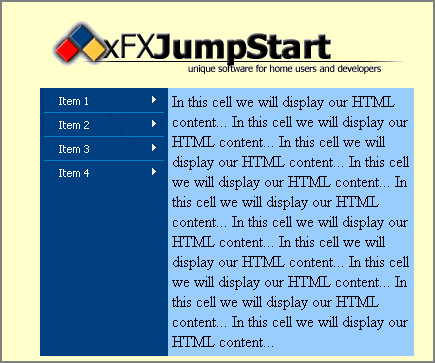 xFXJumpStart
unique software for home users and developers
Item 1
Item 2
Item 3
Item 4
In this cell we will display our HTML
content... In this cell we will display our
HTML content... In this cell we will
display our HTML content... In this cell
we will display our HTML content... In
this cell we will display our HTML
content... In this cell we will display our
HTML content... In this cell we will
display our HTML content... In this cell
we will display our HTML content... In
this cell we will display our HTML
content... In this cell we will display our
HTML content...